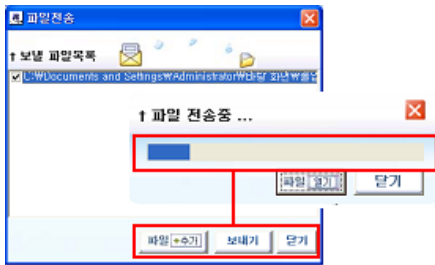 파일전송
↑ 보낼 파일목록
C:₩Documents and Settings₩Administrator₩바탕 화면₩
↑ 파일 전송중 ...
파일 열기 닫기
파일+추가 보내기 닫기